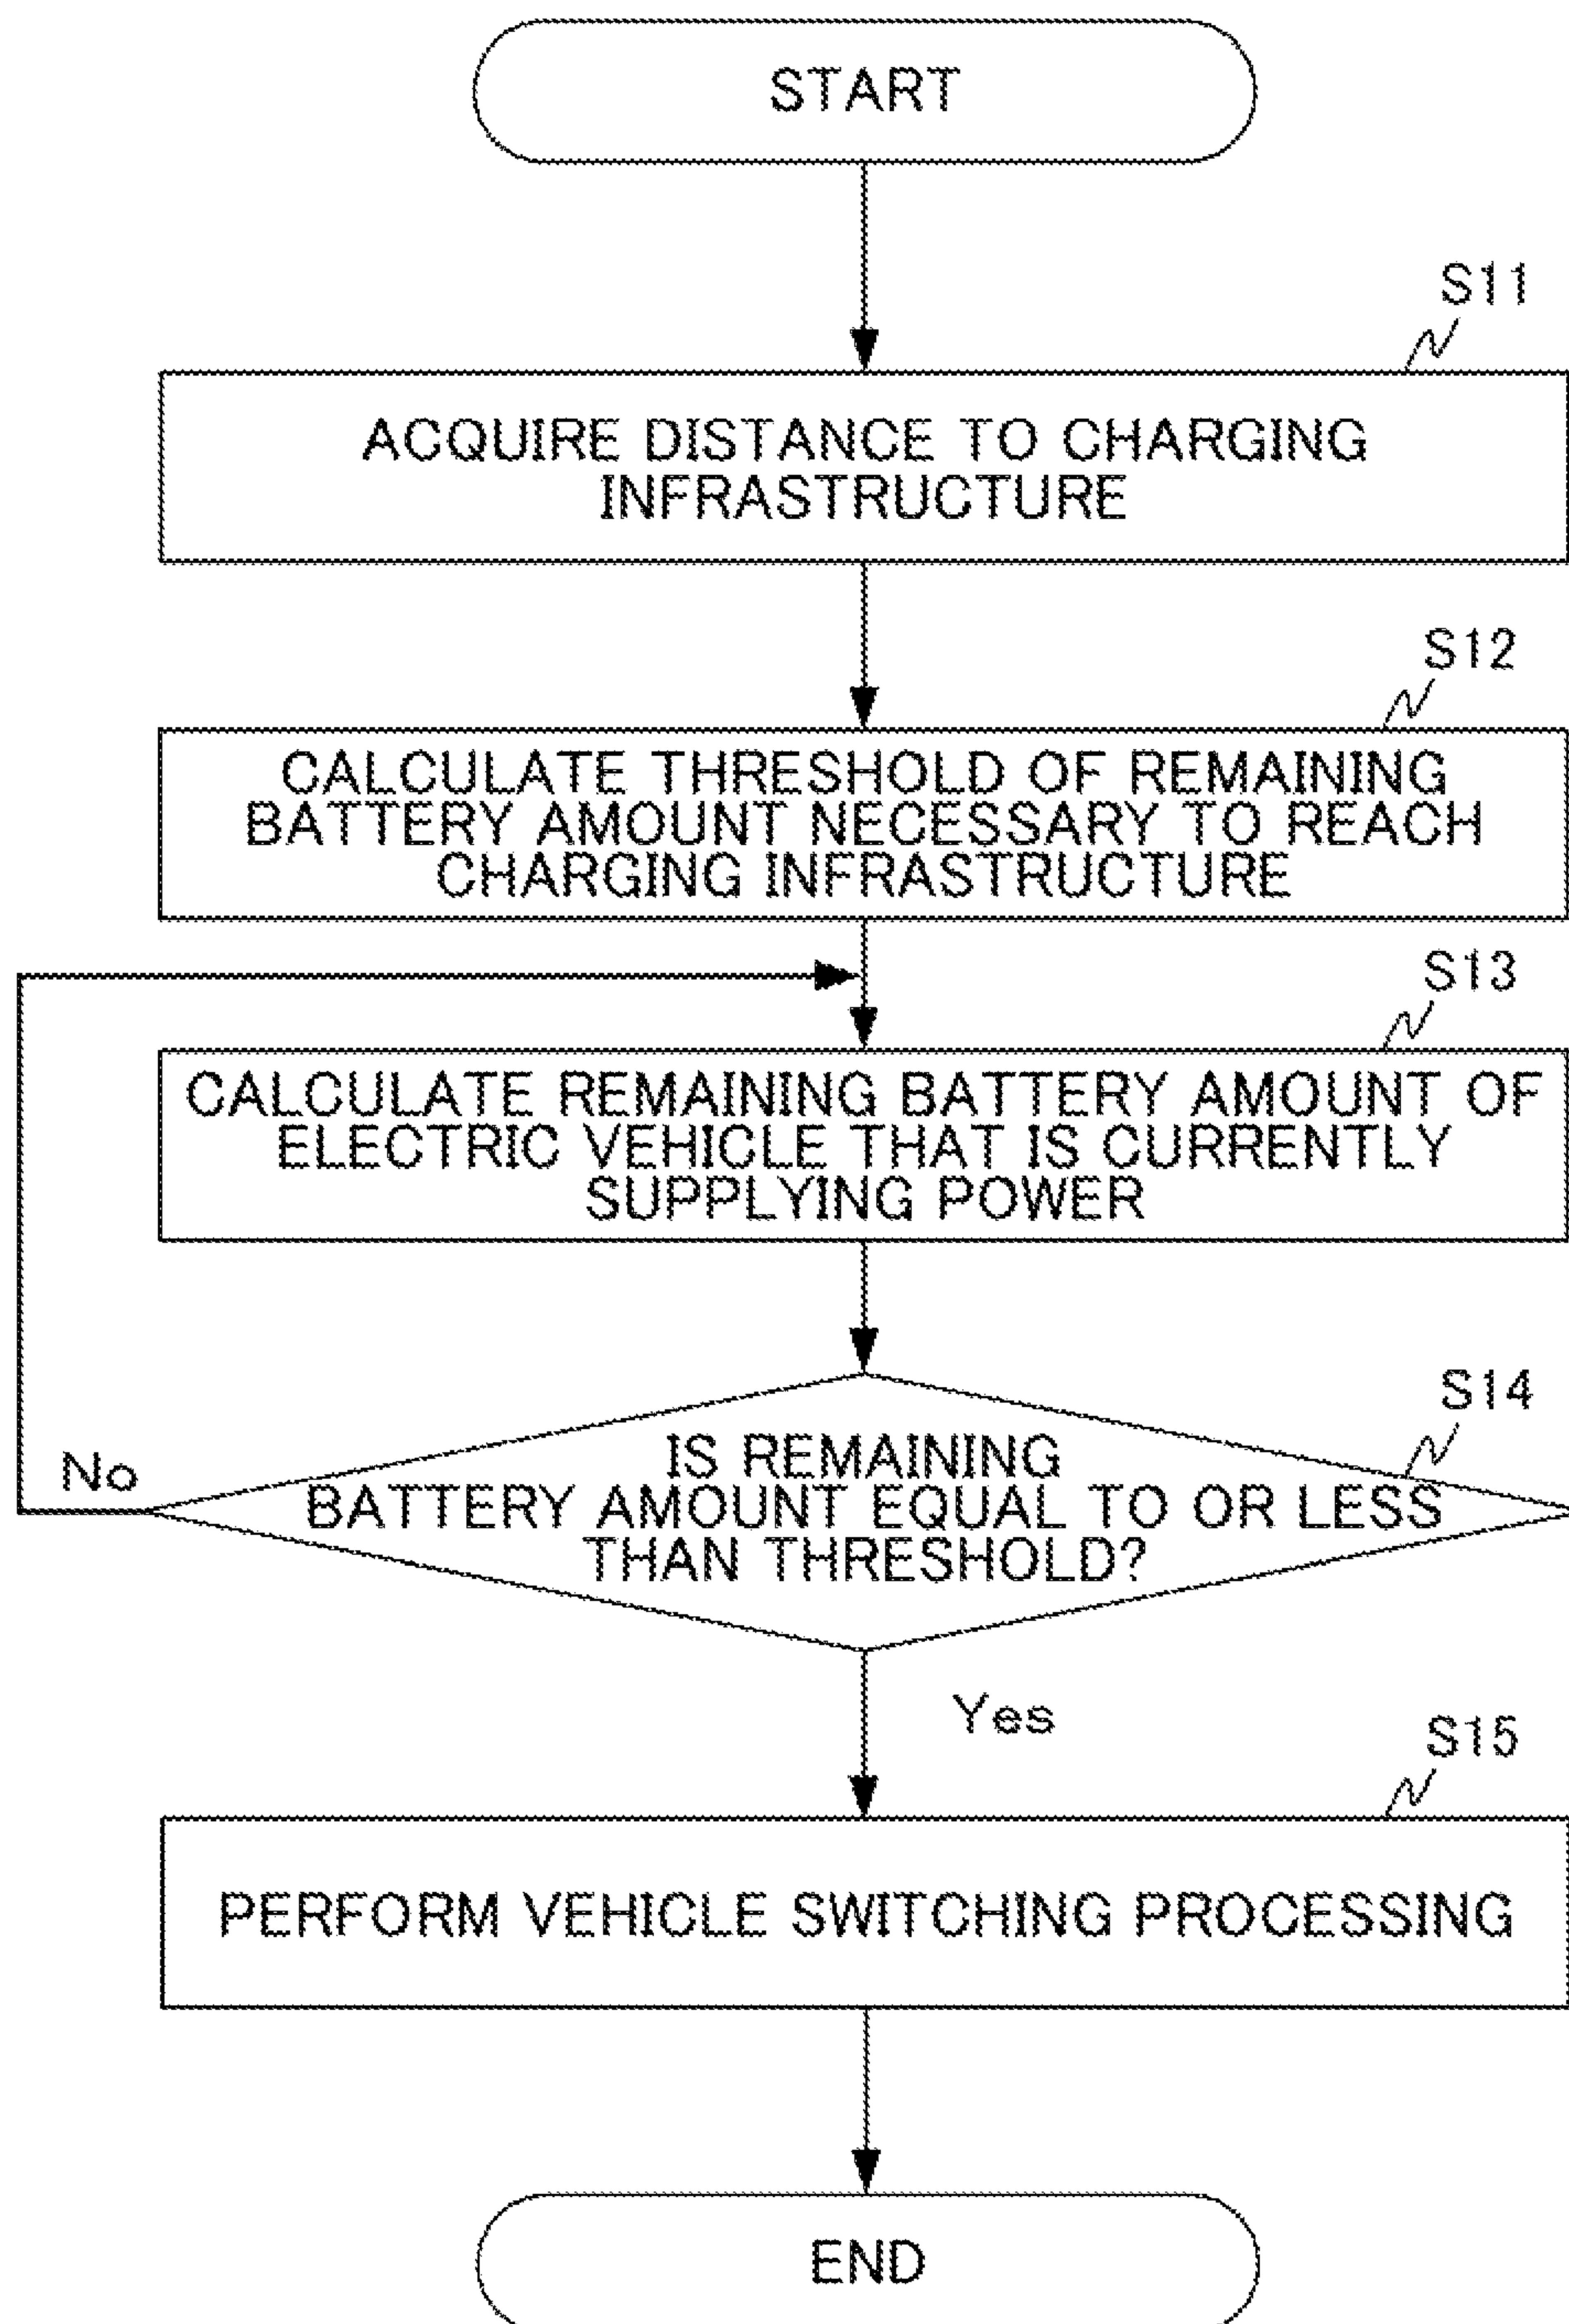 START
S11
ACQUIRE DISTANCE TO CHARGING
INFRASTRUCTURE
S12
CALCULATE THRESHOLD OF REMAINING
BATTERY AMOUNT NECESSARY TO REACH
CHARGING INFRASTRUCTURE
S13
CALCULATE REMAINING BATTERY AMOUNT OF
ELECTRIC VEHICLE THAT IS CURRENTLY
SUPPLYING POWER
S14
IS REMAINING
BATTERY AMOUNT EQUAL TO OR LESS
THAN THRESHOLD?
No
Yes
S15
PERFORM VEHICLE SWITCHING PROCESSING
END